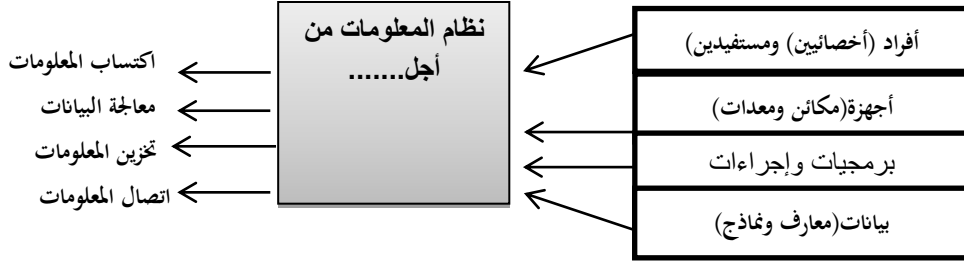 أفراد (أخصائيين) ومستفيدين)
أجهزة(مكائن ومعدات)
برمجيات وإجراءات
بيانات(معارف ونماذج)
نظام المعلومات من
أجل.......
اكتساب المعلومات
معالجة البيانات
تخزين المعلومات
اتصال المعلومات